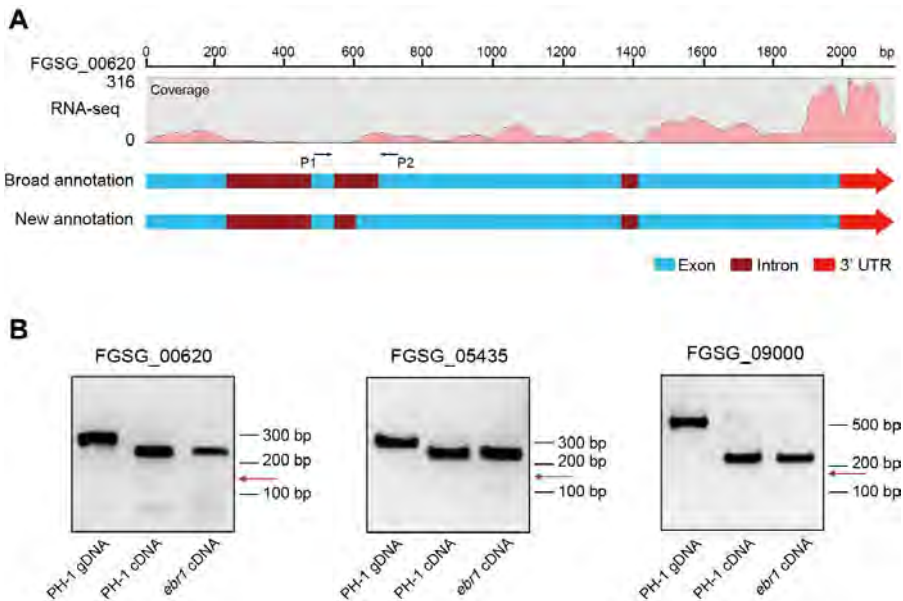 A
0 200 400 600 800 1000 1200 1400 1600 1800 2000 bp
FGSG_00620
316
Coverage
RNA-seq
0
P1 P2
Broad annotation
New annotation
Exon Intron 3' UTR
B
FGSG_00620 FGSG_05435 FGSG_09000
300 bp
200 bp
100 bp
300 bp
200 bp
100 bp
500 bp
200 bp
100 bp
PH-1 gDNA PH-1 cDNA ebr1 cDNA
PH-1 gDNA PH-1 cDNA ebr1 cDNA
PH-1 gDNA PH-1 cDNA ebr1 cDNA